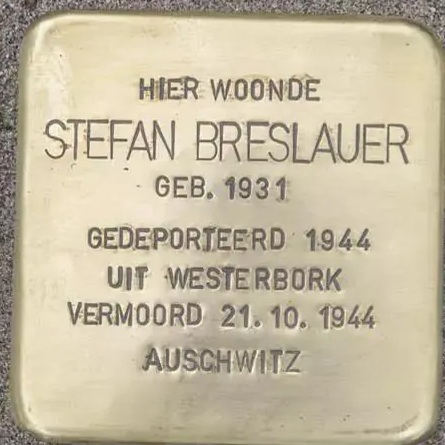 HIER WOONDE
STEFAN BRESLAUER
GEB. 1931
GEDEPORTEERD 1944
UIT WESTERBORK
VERMOORD 21.10.1944
AUSCHWITZ